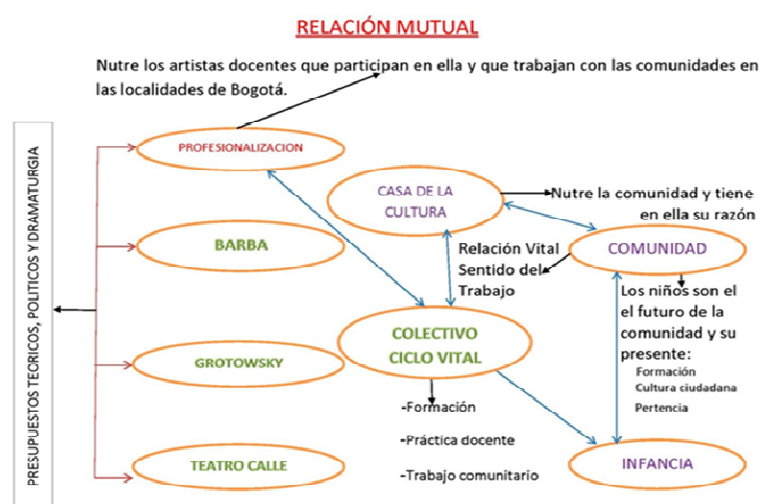 RELACIÓN MUTUAL
Nutre los artistas docentes que participan en ella y que trabajan con las comunidades en
las localidades de Bogotá.
PRESUPUESTOS TEORICOS, POLITICOS Y DRAMATURGIA
PROFESIONALIZACION
CASA DE LA
CULTURA
Nutre la comunidad y tiene
en ella su razón
BARBA
Relación Vital
Sentido del
Trabajo
COMUNIDAD
Los niños son el
el futuro de la
comunidad y su
presente:
Formación
Cultura ciudadana
Pertencia
COLECTIVO
CICLO VITAL
GROTOWSKY
-Formación
-Práctica docente
-Trabajo comunitario
TEATRO CALLE
INFANCIA